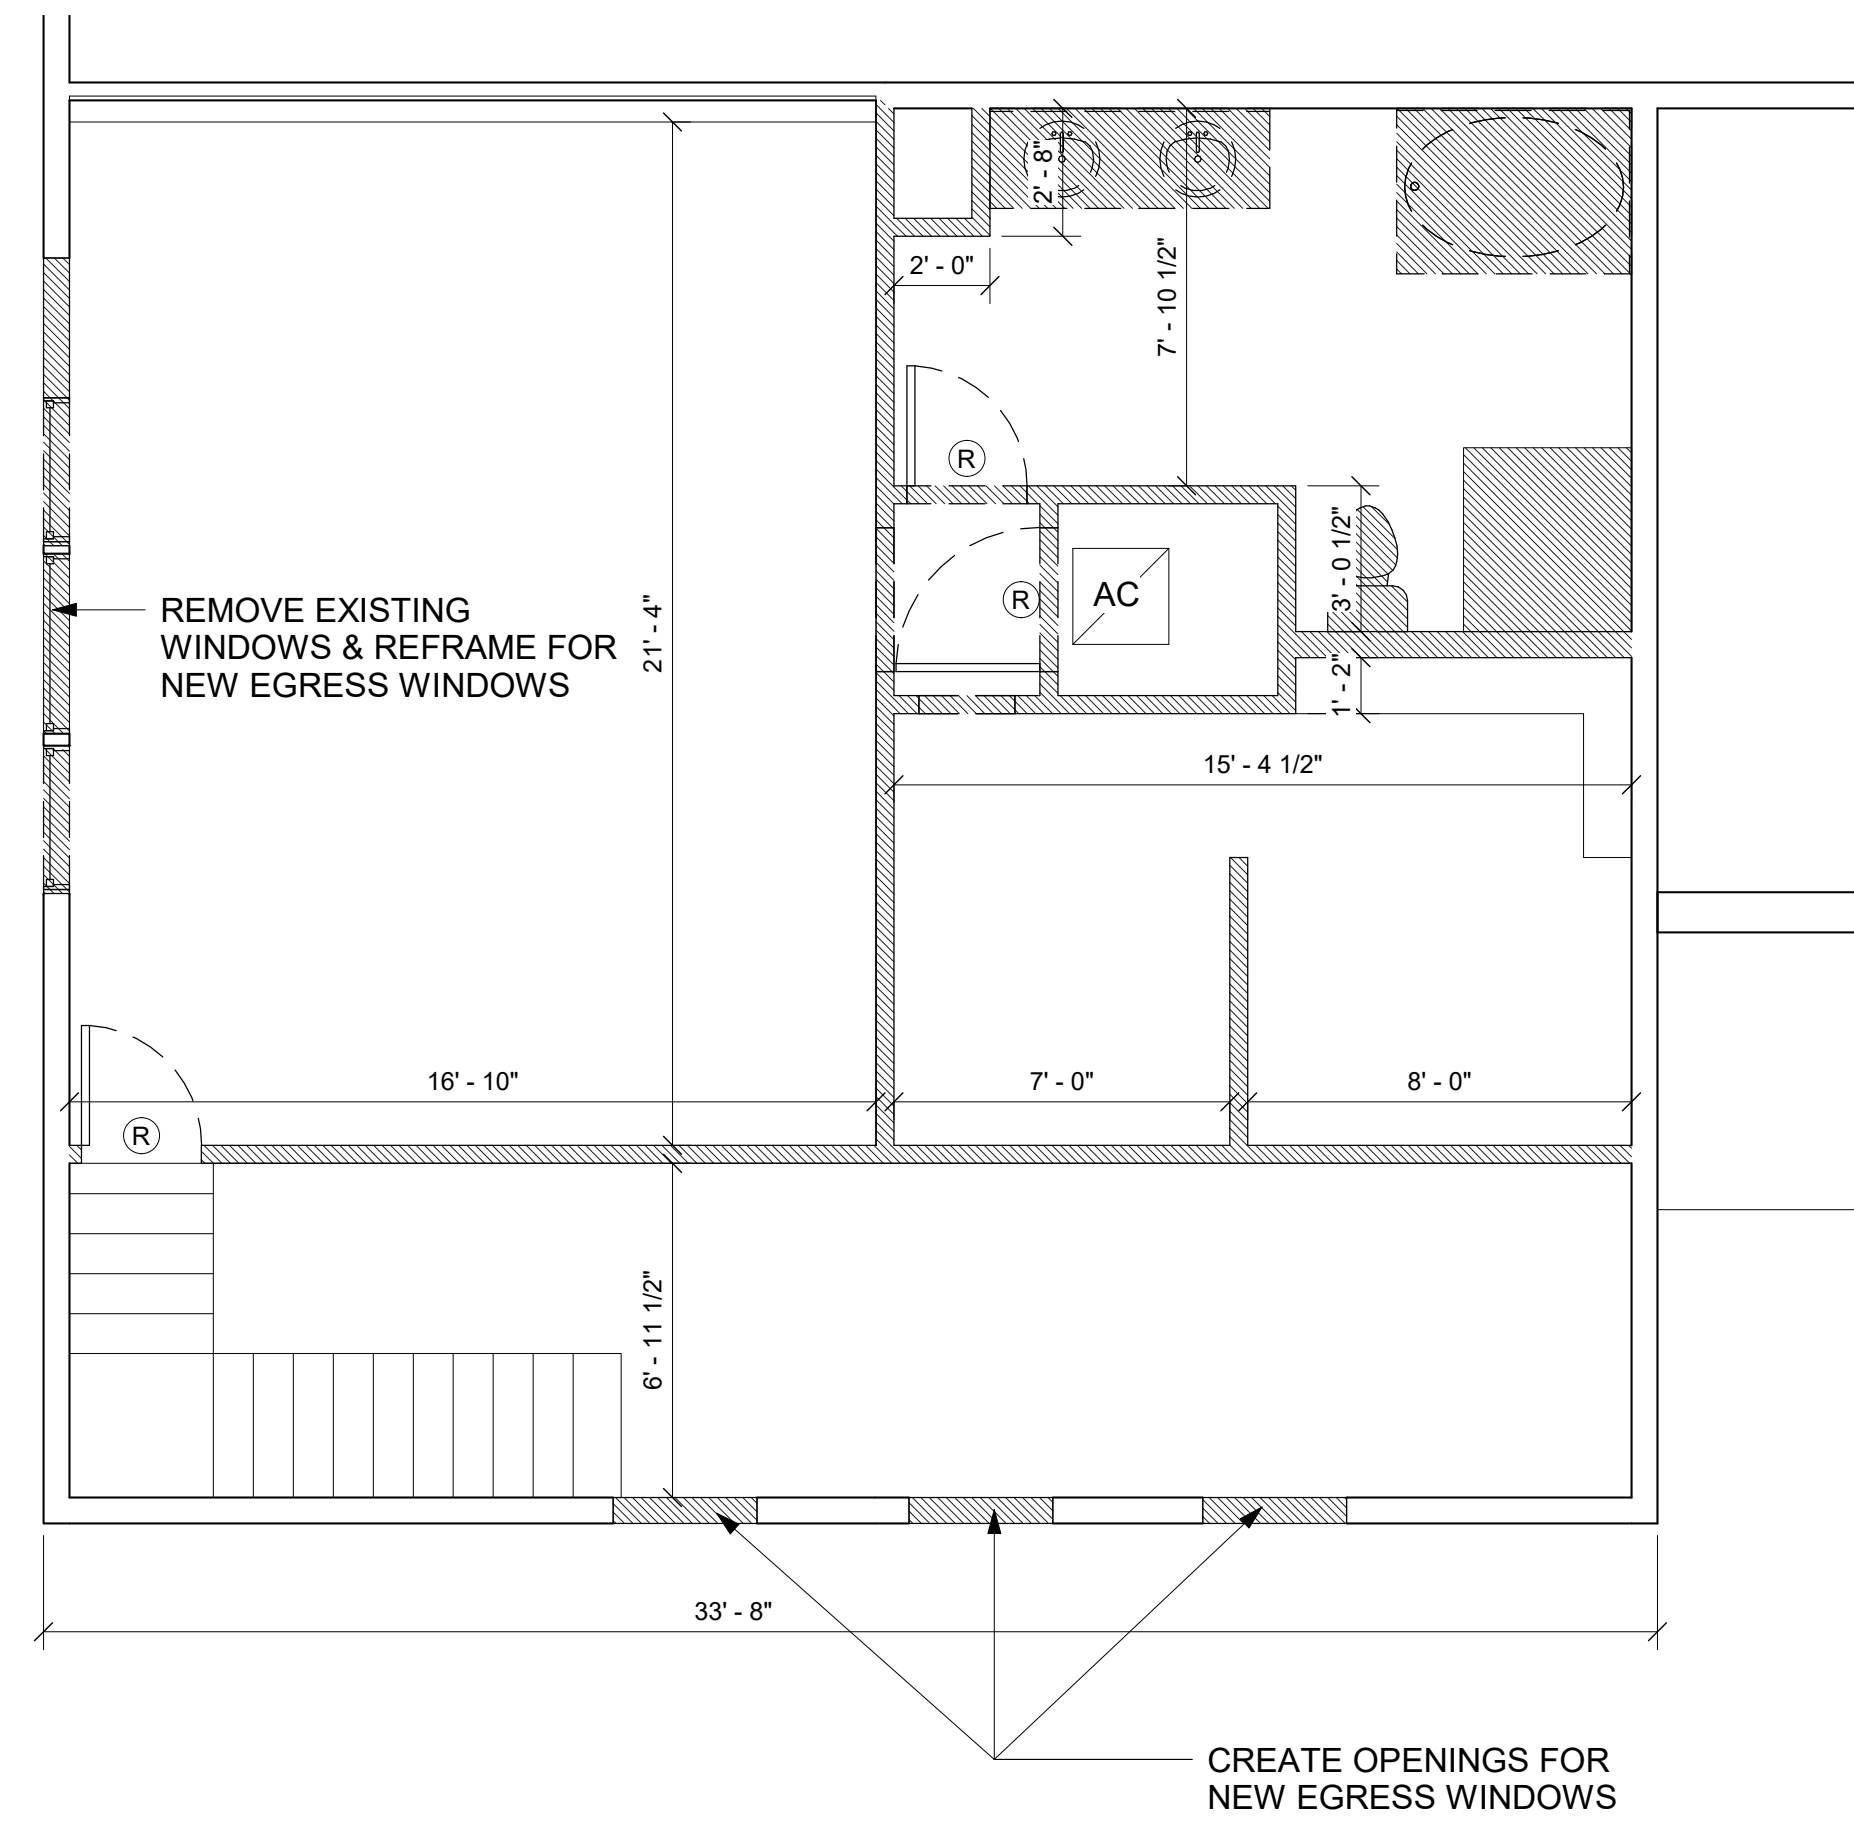 2' - 8"
2' - 0"
7' - 10 1/2"
R
3' - 0 1/2"
AC
R
REMOVE EXISTING
WINDOWS & REFRAME FOR
NEW EGRESS WINDOWS
21' - 4"
1' - 2"
15' - 4 1/2"
16' - 10"
7' - 0"
8' - 0"
R
6' - 11 1/2"
33' - 8"
CREATE OPENINGS FOR
NEW EGRESS WINDOWS